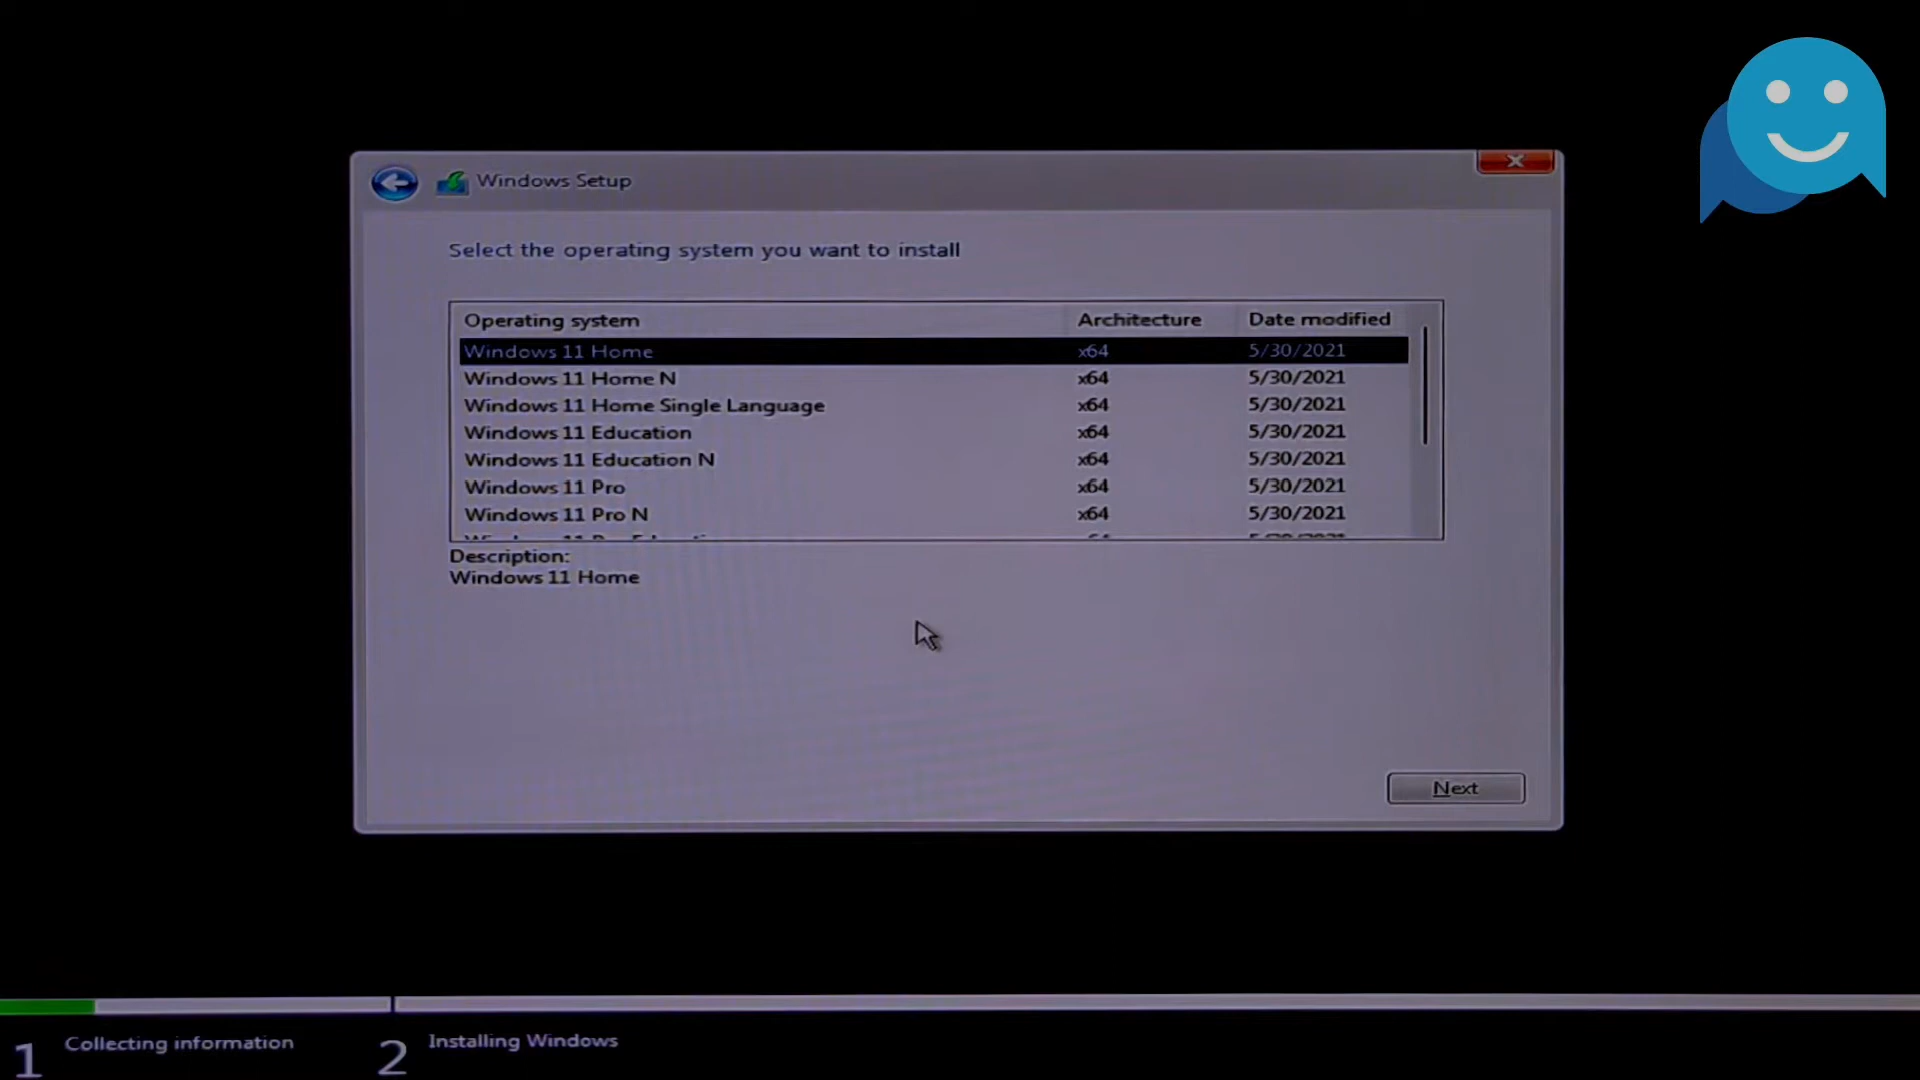 Windows Setup
Select the operating system you want to install
Operating system Architecture Date modified
Windows 11 Home x64 5/30/2021
Windows 11 Home N x64 5/30/2021
Windows 11 Home Single Language x64 5/30/2021
Windows 11 Education x64 5/30/2021
Windows 11 Education N x64 5/30/2021
Windows 11 Pro x64 5/30/2021
Windows 11 Pro N x64 5/30/2021
Description:
Windows 11 Home
Next
1 Collecting information 2 Installing Windows